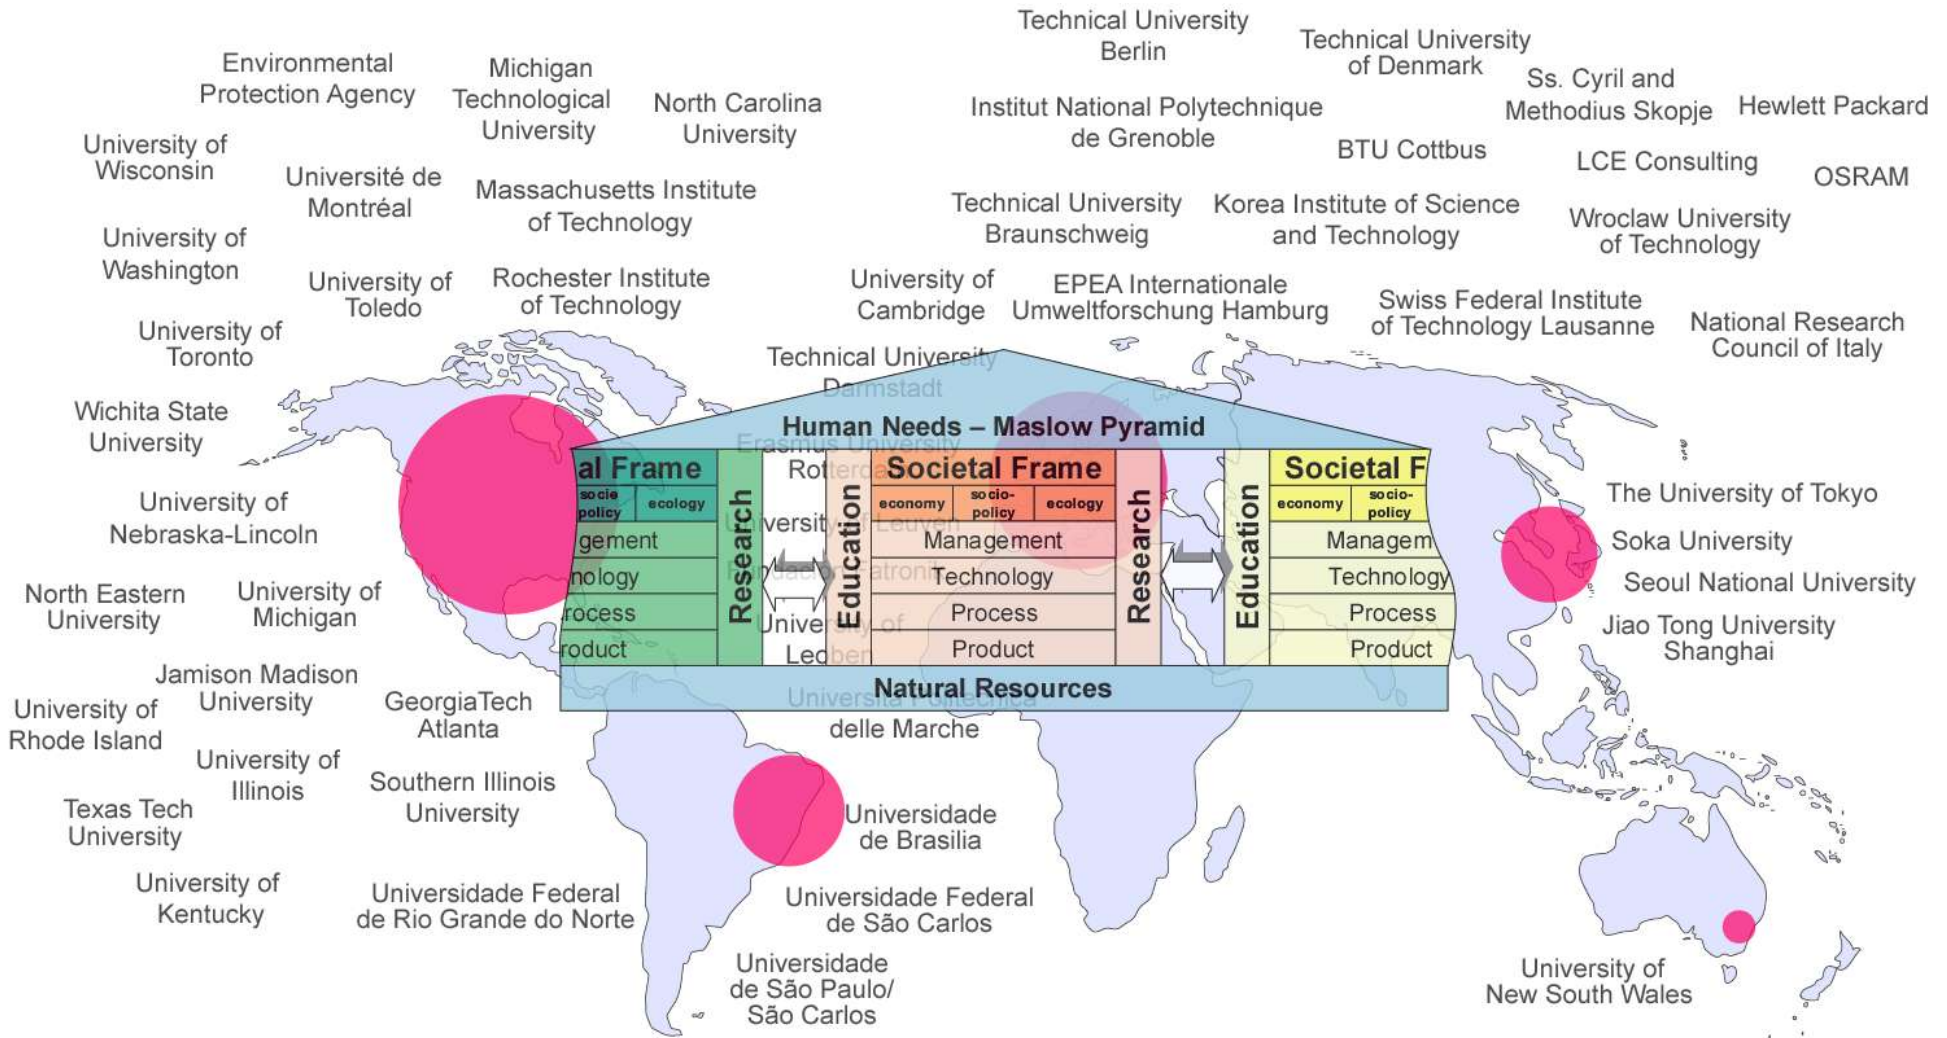 Environmental
Protection Agency
Michigan
Technological
University
North Carolina
University
University of
Wisconsin
Université de
Montréal
Massachusetts Institute
of Technology
University of
Washington
University of
Toledo
Rochester Institute
of Technology
University of
Toronto
Wichita State
University
University of
Nebraska-Lincoln
North Eastern
University
University of
Michigan
Jamison Madison
University
GeorgiaTech
Atlanta
University of
Rhode Island
University of
Illinois
Southern Illinois
University
Texas Tech
University
University of
Kentucky
Universidade Federal
de Rio Grande do Norte
Technical University
Berlin
Technical University
of Denmark
Ss. Cyril and
Methodius Skopje
Hewlett Packard
Institut National Polytechnique
de Grenoble
BTU Cottbus
LCE Consulting
OSRAM
Technical University
Braunschweig
Korea Institute of Science
and Technology
Wroclaw University
of Technology
University of
Cambridge
EPEA Internationale
Umweltforschung Hamburg
Swiss Federal Institute
of Technology Lausanne
National Research
Council of Italy
Technical University
Darmstadt
Erasmus University
University of Leuven
University of
Leoben
Università Politecnica
delle Marche
Human Needs – Maslow Pyramid
al Frame
socie
policy
ecology
gement
nology
rocess
roduct
Research
Education
Societal Frame
economy
socio-
policy
ecology
Management
Technology
Process
Product
Research
Education
Societal F
economy
socio-
policy
Managem
Technology
Process
Product
Natural Resources
The University of Tokyo
Soka University
Seoul National University
Jiao Tong University
Shanghai
Universidade
de Brasilia
Universidade Federal
de São Carlos
Universidade
de São Paulo/
São Carlos
University of
New South Wales